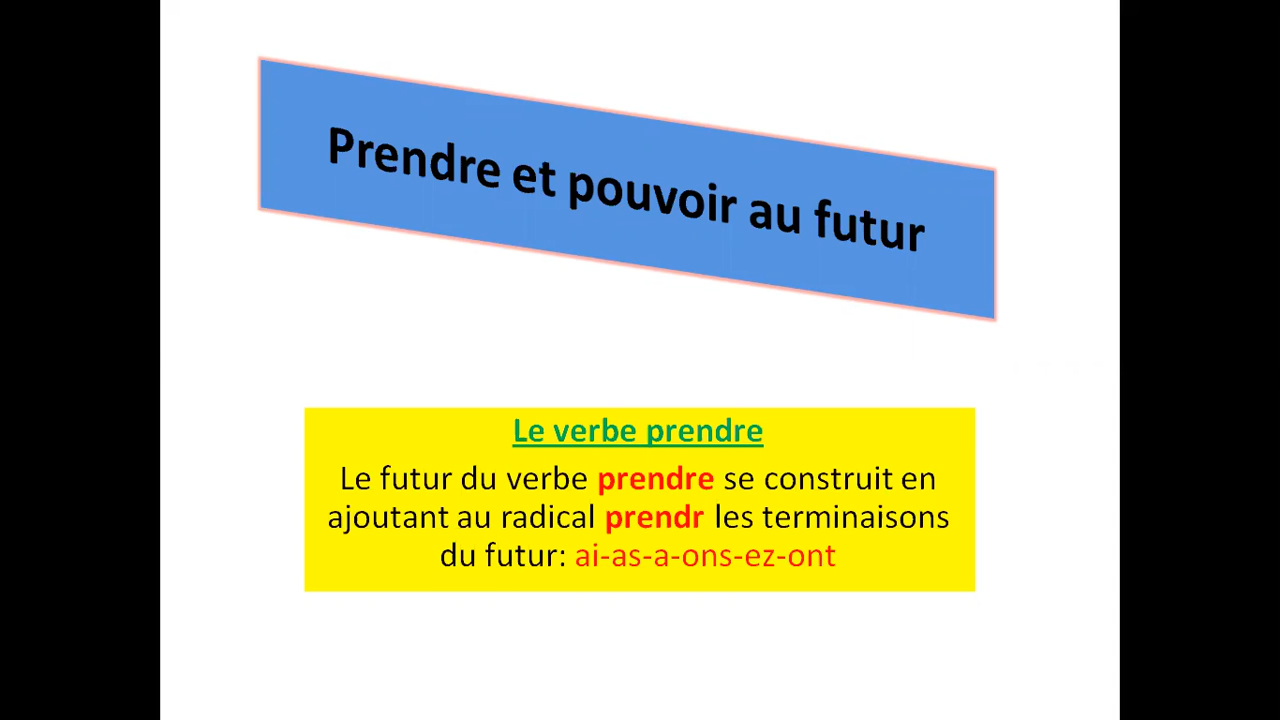 Prendre et pouvoir au futur
Le verbe prendre
Le futur du verbe prendre se construit en
ajoutant au radical prendr les terminaisons
du futur: ai-as-a-ons-ez-ont